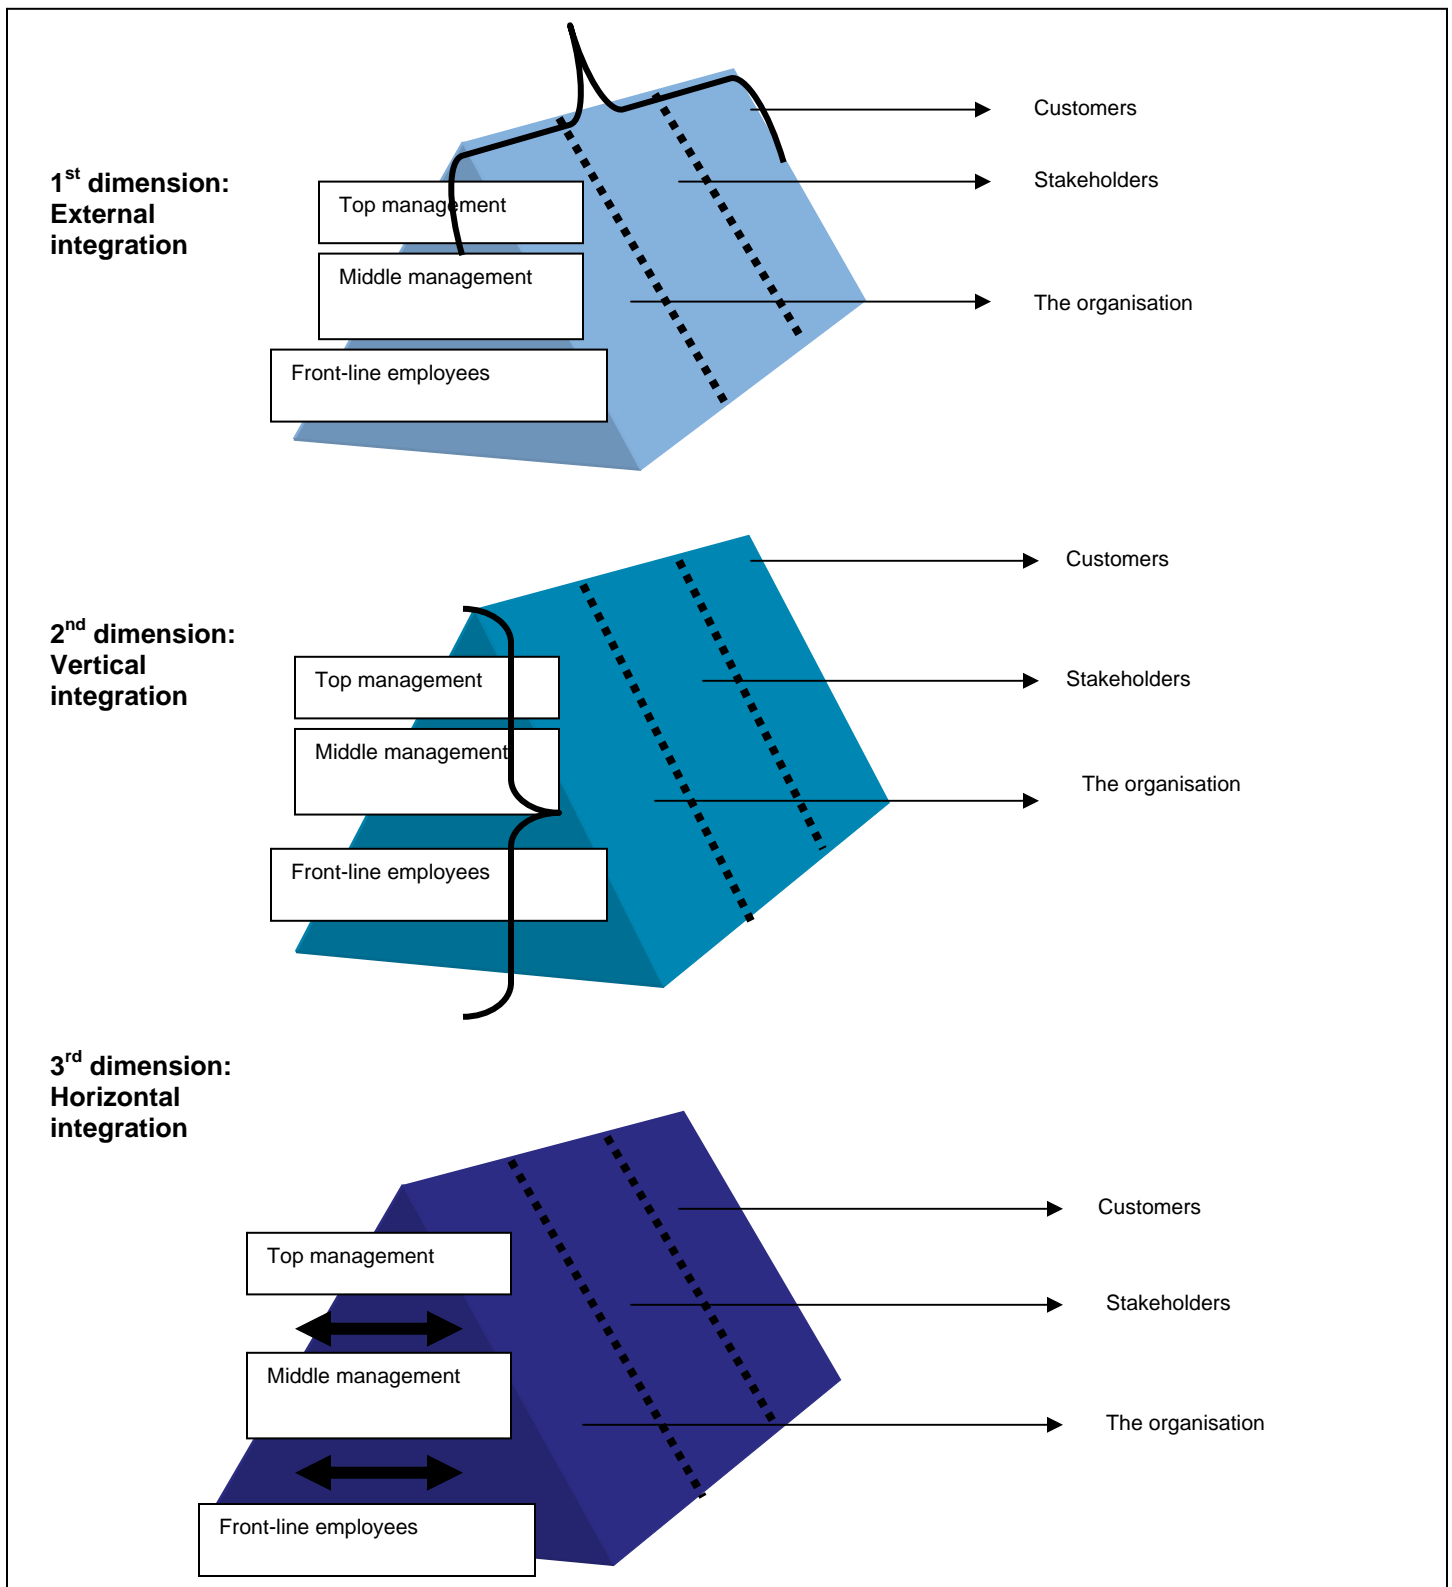 Customers
1st dimension:
External
integration
Stakeholders
Top management
Middle management
The organisation
Front-line employees
Customers
2nd dimension:
Vertical
integration
Top management
Stakeholders
Middle management
The organisation
Front-line employees
3rd dimension:
Horizontal
integration
Customers
Top management
Stakeholders
Middle management
The organisation
Front-line employees